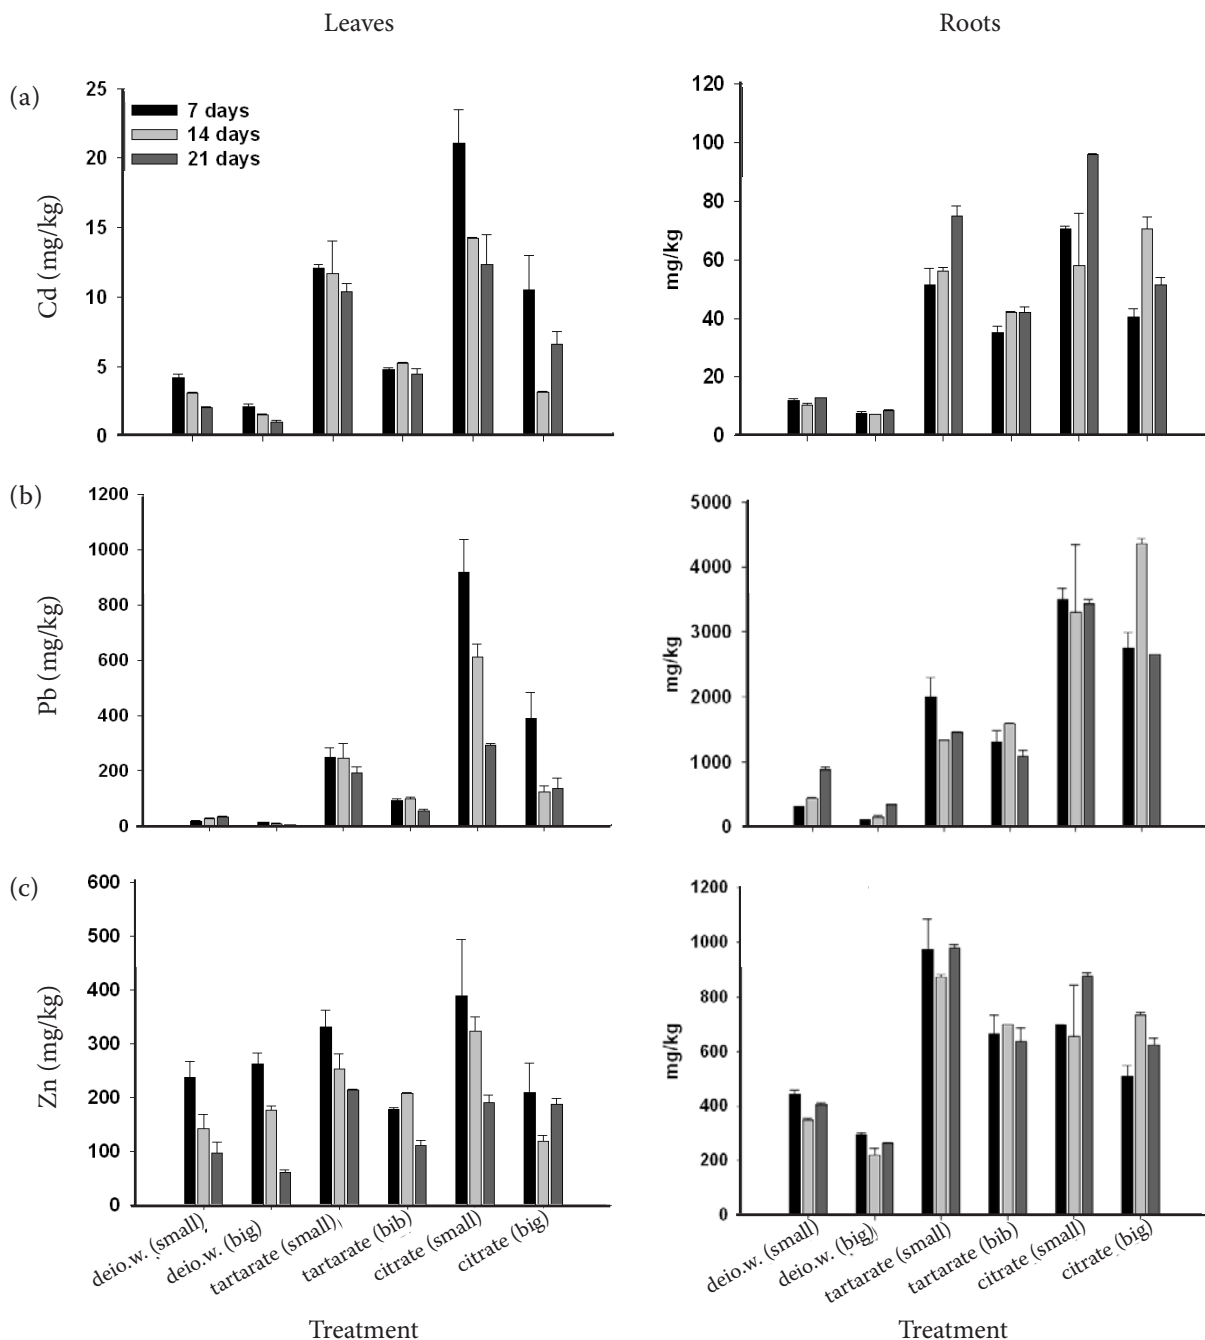 Leaves
Roots
(a)
Cd (mg/kg)
25
20
15
10
5
0
7 days
14 days
21 days
mg/kg
120
100
80
60
40
20
0
(b)
Pb (mg/kg)
1200
1000
800
600
400
200
0
mg/kg
5000
4000
3000
2000
1000
0
(c)
Zn (mg/kg)
600
500
400
300
200
100
0
deio.w. (small)
deio.w. (big)
tartarate (small)
tartarate (bib)
citrate (small)
citrate (big)
Treatment
mg/kg
1200
1000
800
600
400
200
0
deio.w. (small)
deio.w. (big)
tartarate (small)
tartarate (bib)
citrate (small)
citrate (big)
Treatment